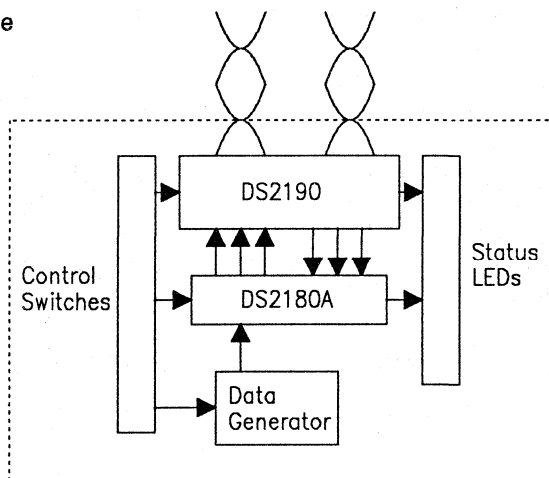 e
DS2190
Control
Switches
DS2180A
Status
LEDs
Data
Generator